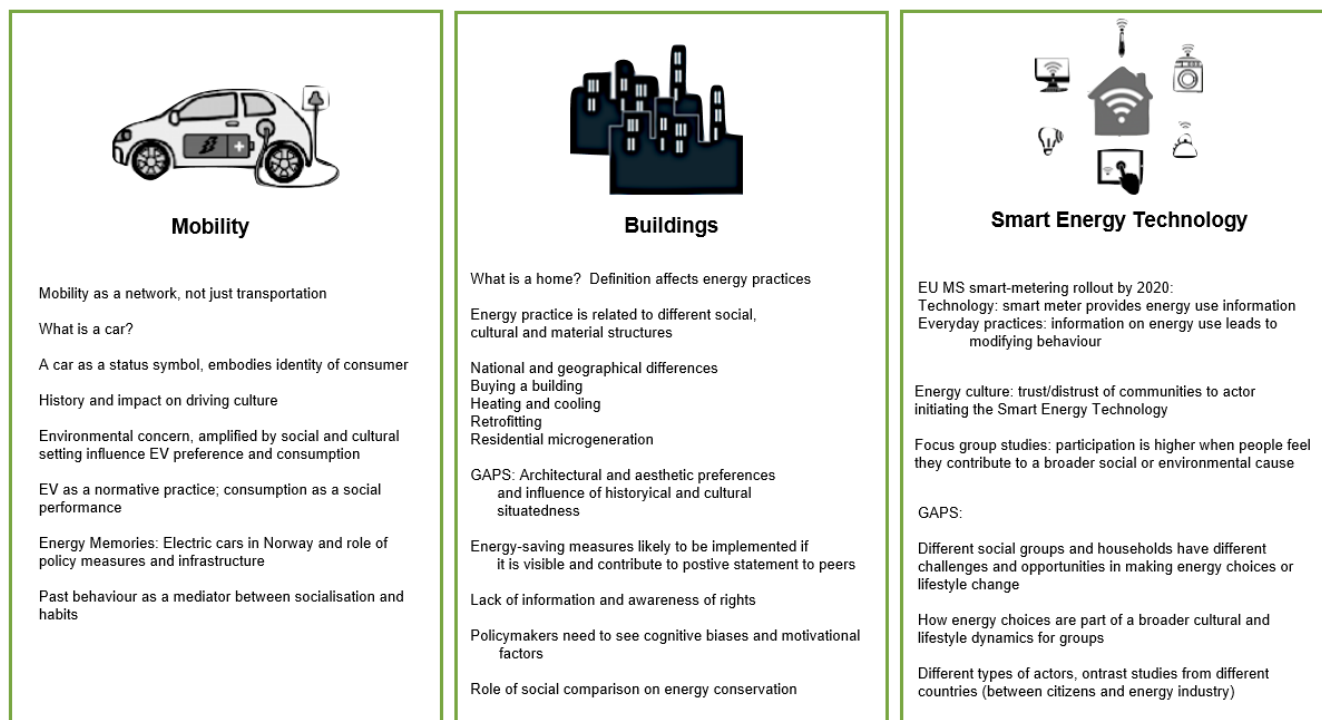 Mobility
Mobility as a network, not just transportation
What is a car?
A car as a status symbol, embodies identity of consumer
History and impact on driving culture
Environmental concern, amplified by social and cultural
setting influence EV preference and consumption
EV as a normative practice; consumption as a social
performance
Energy Memories: Electric cars in Norway and role of
policy measures and infrastructure
Past behaviour as a mediator between socialisation and
habits
Buildings
What is a home? Definition affects energy practices
Energy practice is related to different social,
cultural and material structures
National and geographical differences
Buying a building
Heating and cooling
Retrofitting
Residential microgeneration
GAPS: Architectural and aesthetic preferences
and influence of historyical and cultural
situatedness
Energy-saving measures likely to be implemented if
it is visible and contribute to postive statement to peers
Lack of information and awareness of rights
Policymakers need to see cognitive biases and motivational
factors
Role of social comparison on energy conservation
Smart Energy Technology
EU MS smart-metering rollout by 2020:
Technology: smart meter provides energy use information
Everyday practices: information on energy use leads to
modifying behaviour
Energy culture: trust/distrust of communities to actor
initiating the Smart Energy Technology
Focus group studies: participation is higher when people feel
they contribute to a broader social or environmental cause
GAPS:
Different social groups and households have different
challenges and opportunities in making energy choices or
lifestyle change
How energy choices are part of a broader cultural and
lifestyle dynamics for groups
Different types of actors, ontrast studies from different
countries (between citizens and energy industry)